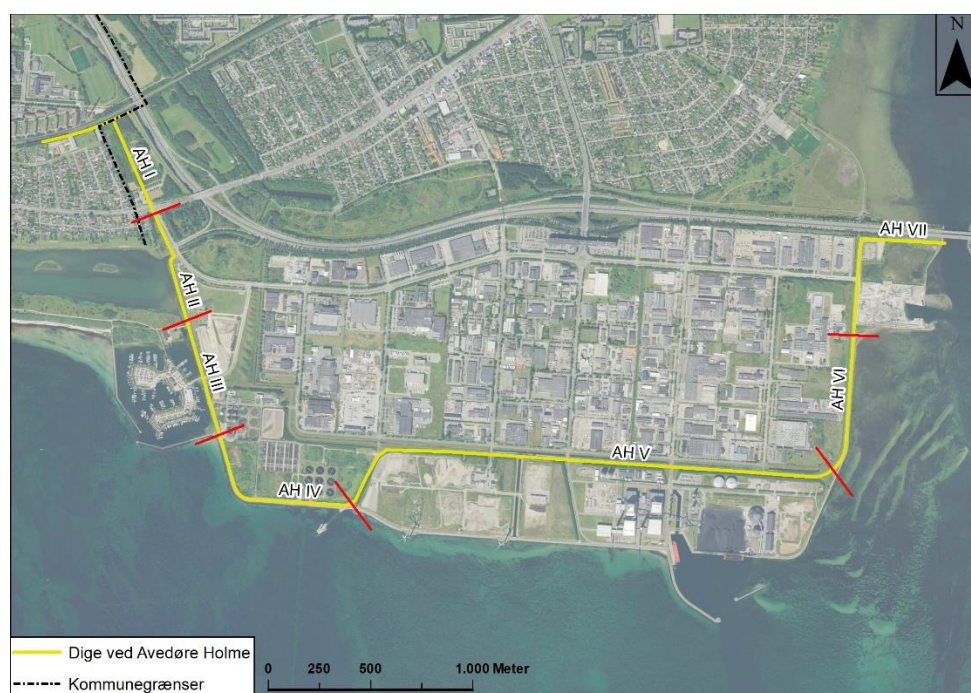 N
AH I
AH VII
AH II
AH III
AH VI
AH V
AH IV
Dige ved Avedøre Holme
Kommunegrænser
0 250 500 1.000 Meter